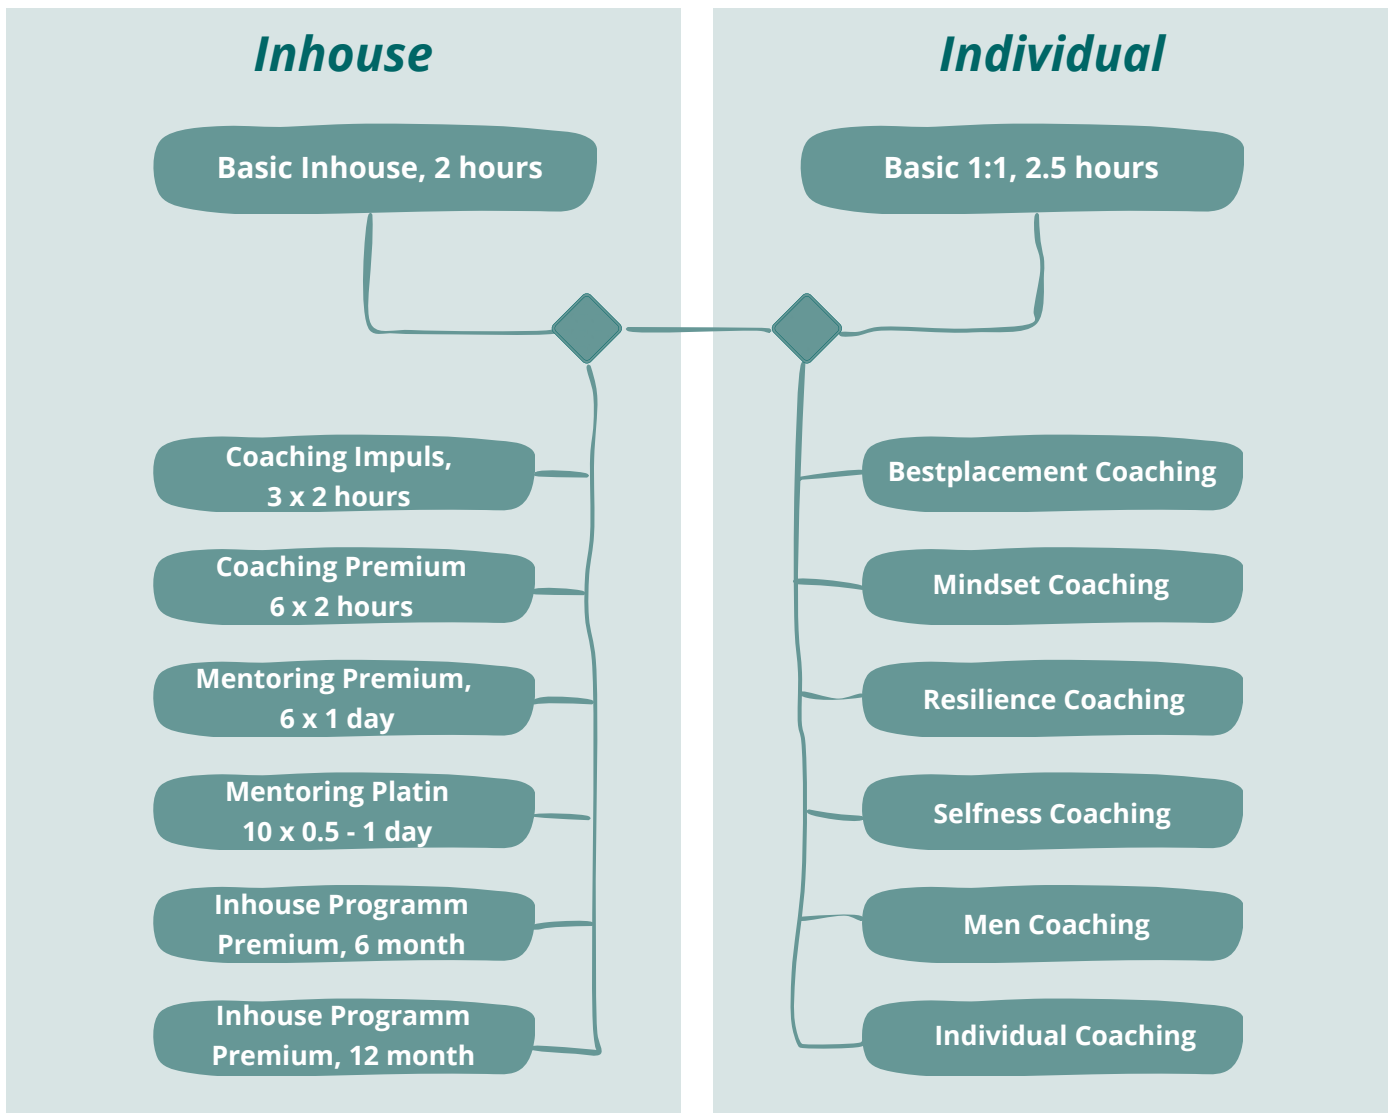 Inhouse
Basic Inhouse, 2 hours
Coaching Impuls,
3 x 2 hours
Coaching Premium
6 x 2 hours
Mentoring Premium,
6 x 1 day
Mentoring Platin
10 x 0.5 - 1 day
Inhouse Programm
Premium, 6 month
Inhouse Programm
Premium, 12 month
Individual
Basic 1:1, 2.5 hours
Bestplacement Coaching
Mindset Coaching
Resilience Coaching
Selfness Coaching
Men Coaching
Individual Coaching